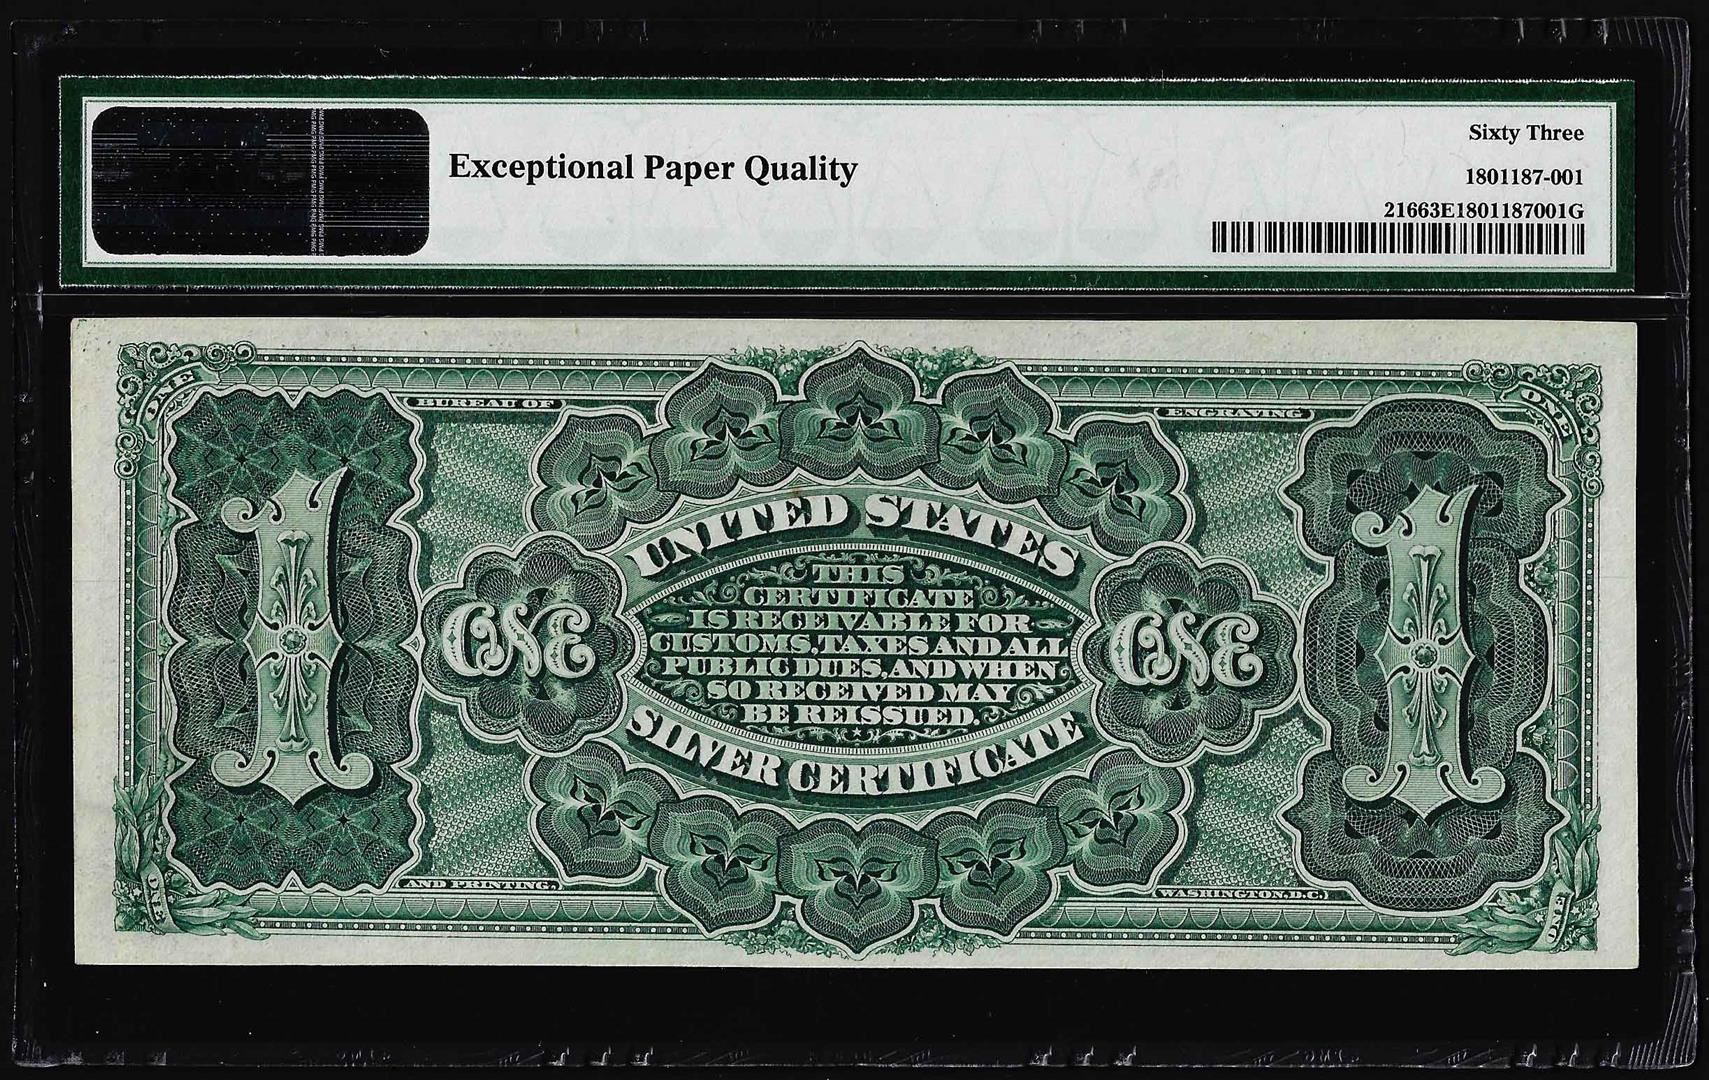 Exceptional Paper Quality
Sixty Three
1801187-001
21663E1801187001G
ONE
ONE
BUREAU OF
ENGRAVING
UNITED STATES
THIS
CERTIFICATE
IS RECEIVABLE FOR
CUSTOMS, TAXES AND ALL
PUBLIC DUES, AND WHEN
SO RECEIVED MAY
BE REISSUED.
SILVER CERTIFICATE
1
ONE
ONE
1
AND PRINTING,
WASHINGTON, D.C.
ONE
ONE